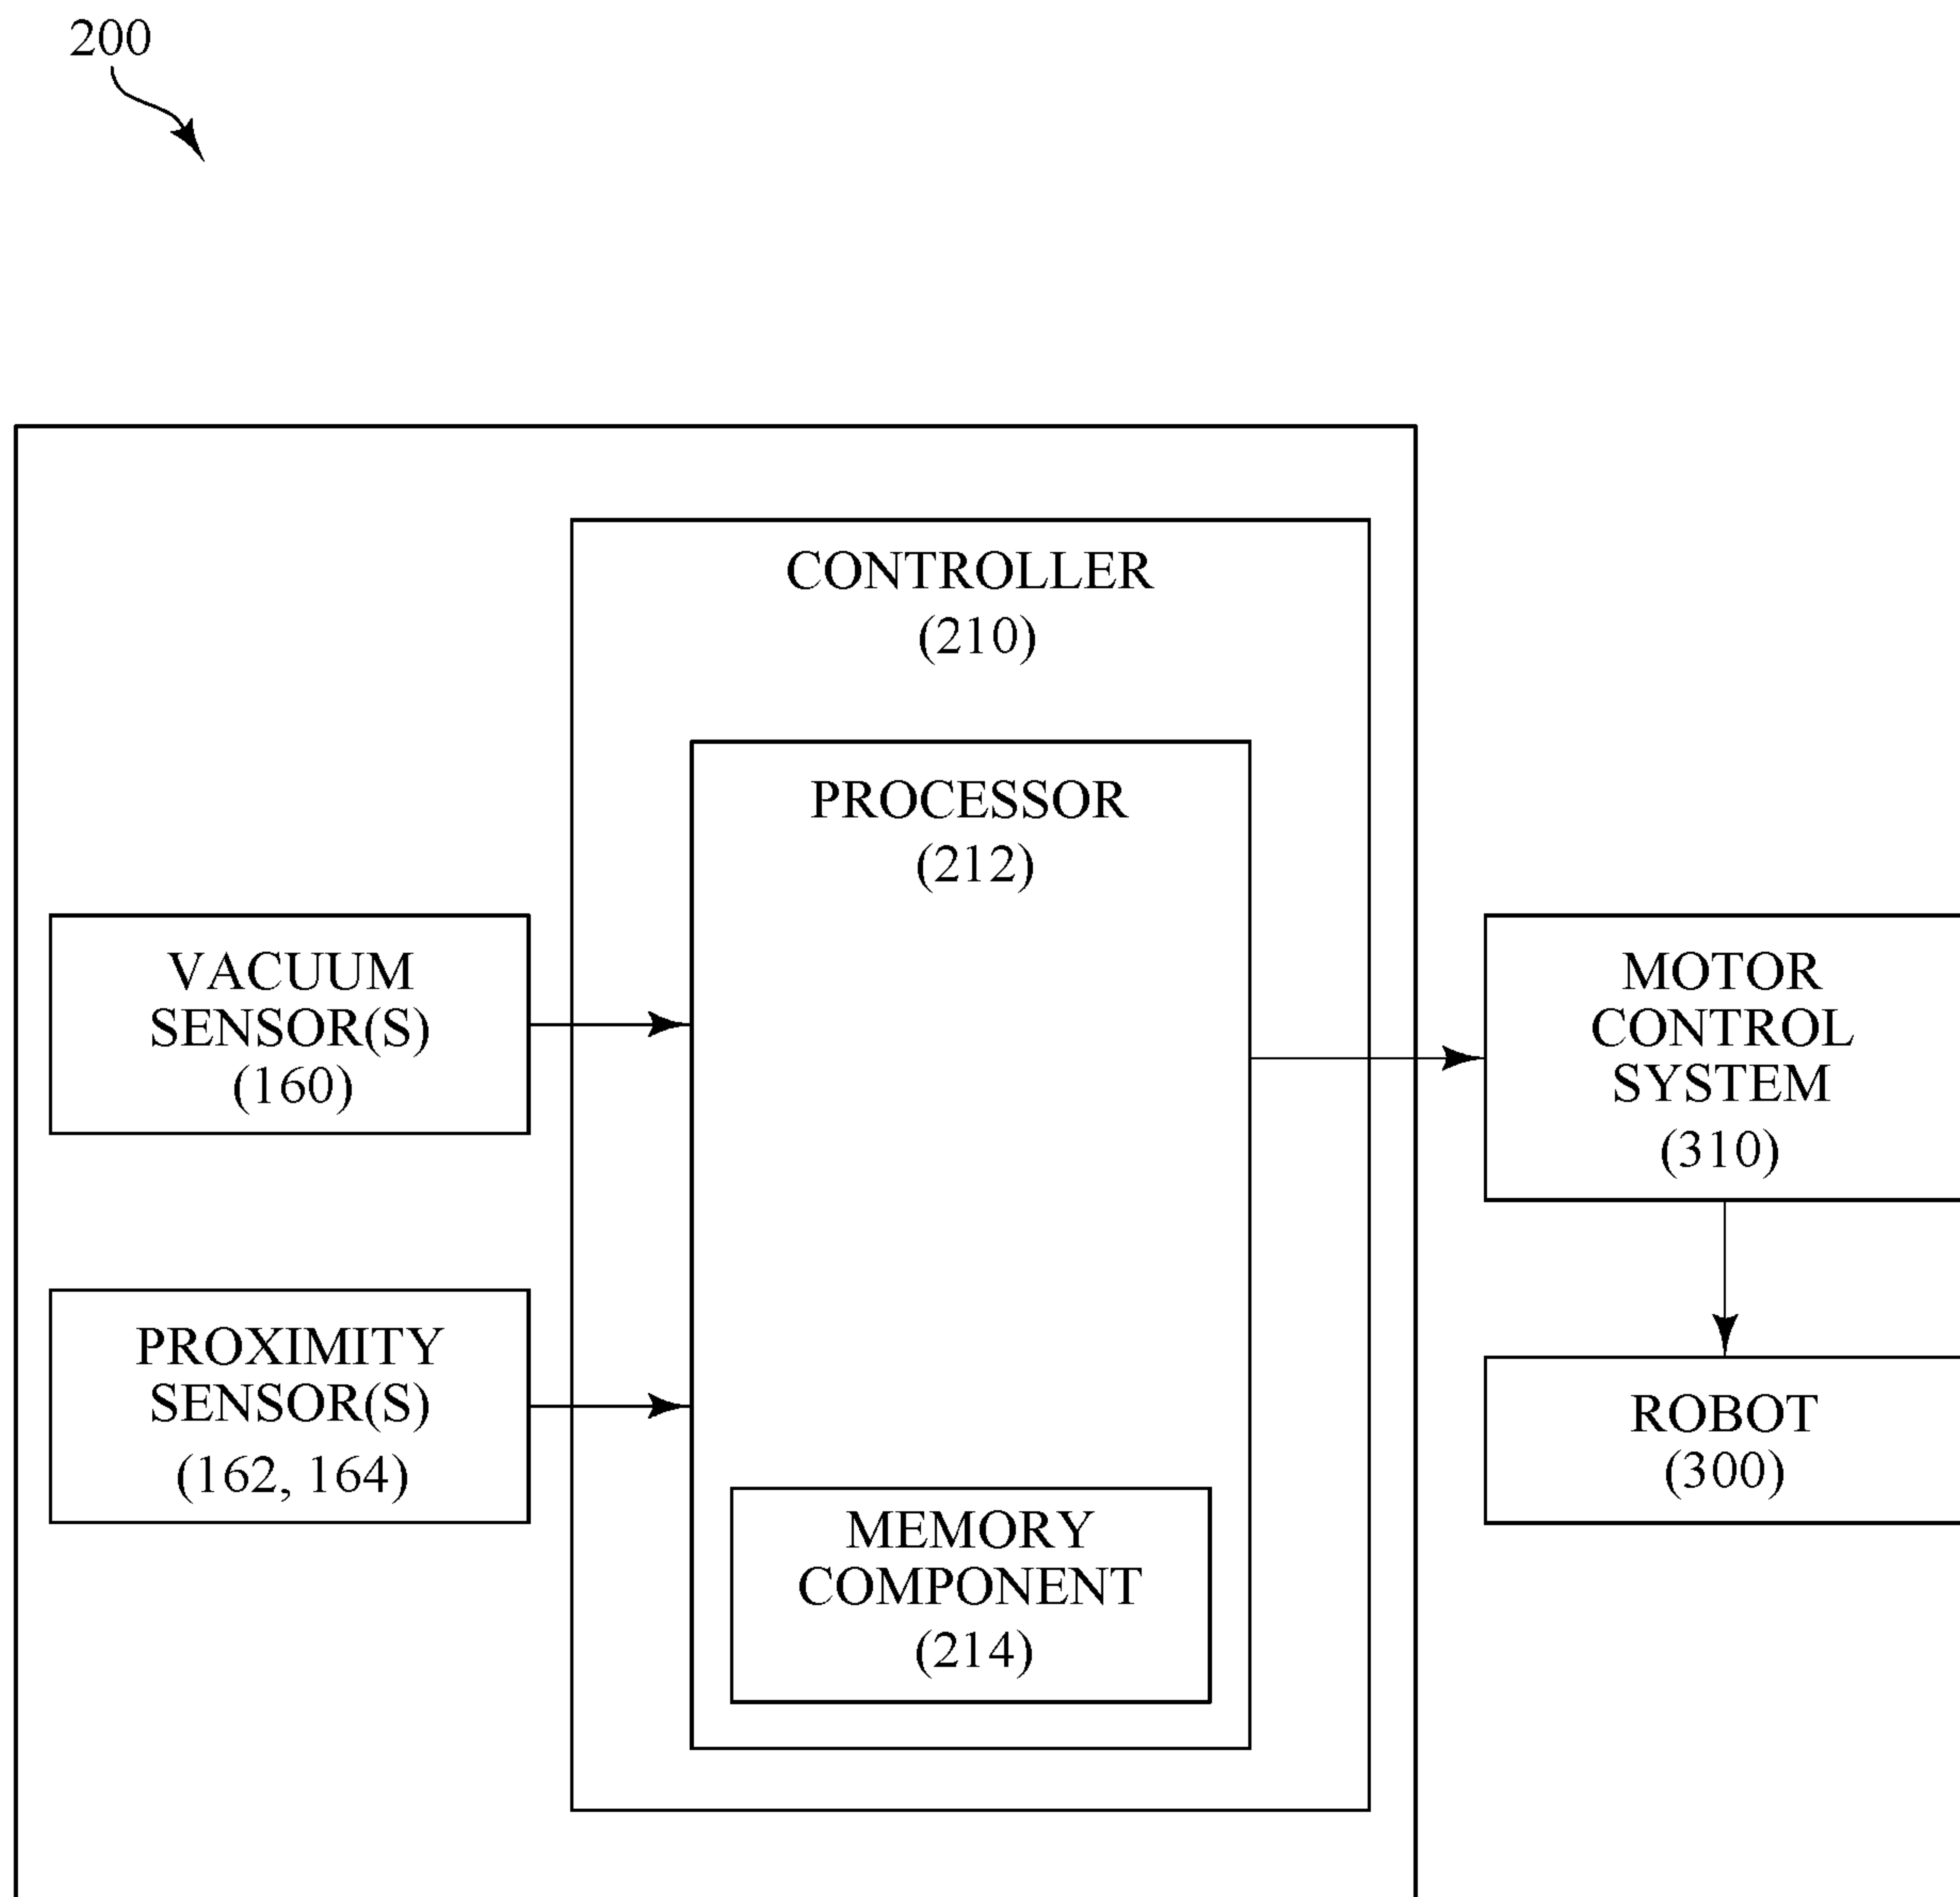 200
CONTROLLER
(210)
PROCESSOR
(212)
VACUUM
SENSOR(S)
(160)
MOTOR
CONTROL
SYSTEM
(310)
PROXIMITY
SENSOR(S)
(162, 164)
ROBOT
(300)
MEMORY
COMPONENT
(214)